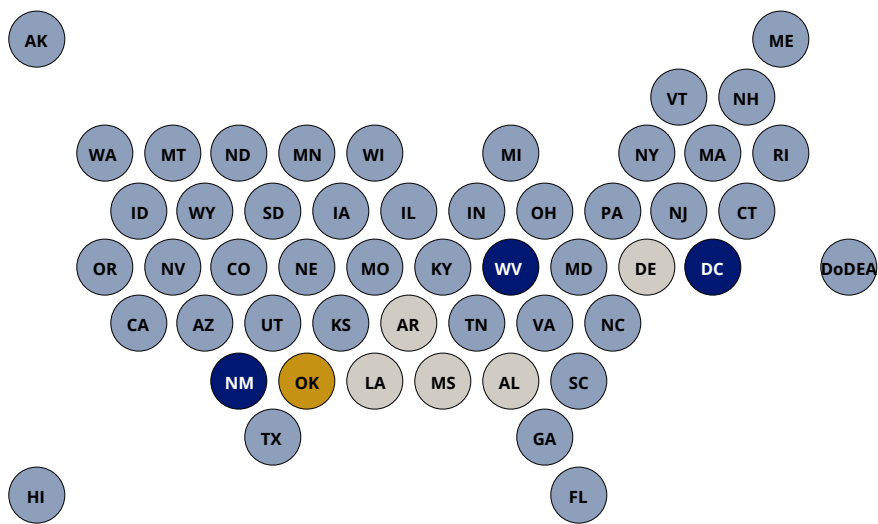 AK ME
VT NH
WA MT ND MN WI MI NY MA RI
ID WY SD IA IL IN OH PA NJ CT
OR NV CO NE MO KY WV MD DE DC DoDEA
CA AZ UT KS AR TN VA NC
NM OK LA MS AL SC
TX GA
HI FL